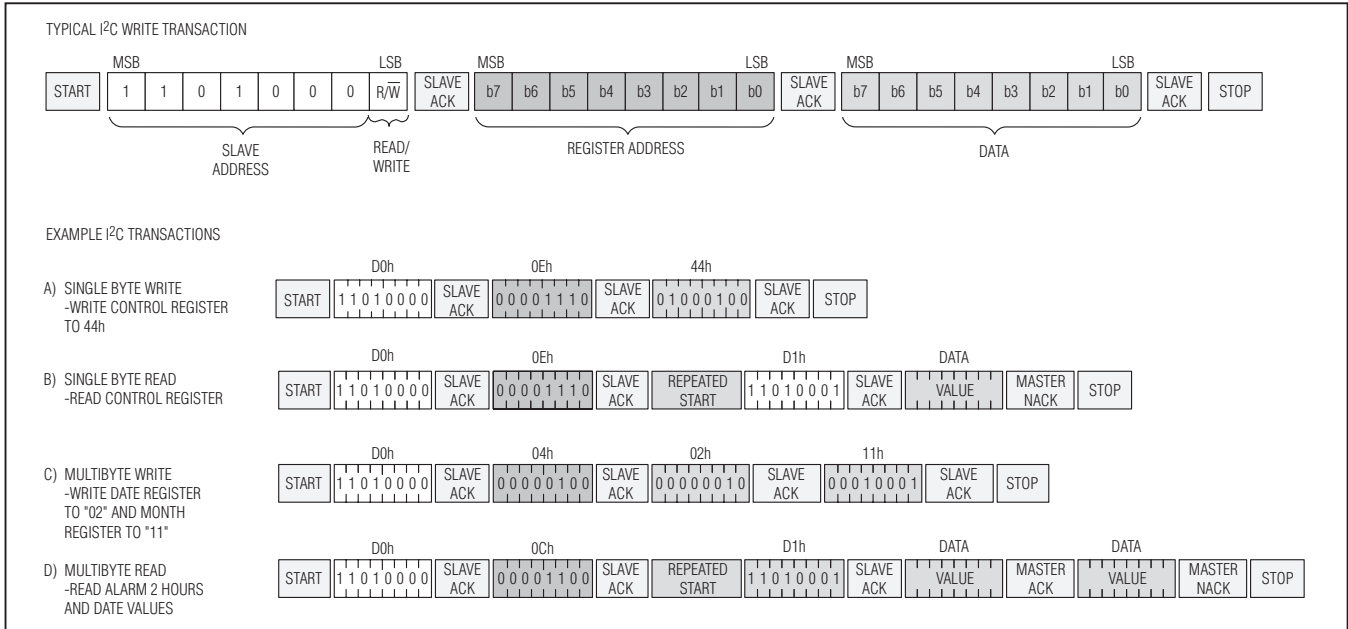 TYPICAL I2C WRITE TRANSACTION
MSB LSB MSB LSB MSB LSB
START 1 1 0 1 0 0 0 R/W SLAVE ACK b7 b6 b5 b4 b3 b2 b1 b0 SLAVE ACK b7 b6 b5 b4 b3 b2 b1 b0 SLAVE ACK STOP
SLAVE ADDRESS READ/WRITE REGISTER ADDRESS DATA
EXAMPLE I2C TRANSACTIONS
D0h 0Eh 44h
A) SINGLE BYTE WRITE
-WRITE CONTROL REGISTER
TO 44h
START 11010000 SLAVE ACK 00001110 SLAVE ACK 01000100 SLAVE ACK STOP
D0h 0Eh D1h DATA
B) SINGLE BYTE READ
-READ CONTROL REGISTER
START 11010000 SLAVE ACK 00001110 SLAVE ACK REPEATED START 11010001 SLAVE ACK VALUE MASTER NACK STOP
D0h 04h 02h 11h
C) MULTIBYTE WRITE
-WRITE DATE REGISTER
TO "02" AND MONTH
REGISTER TO "11"
START 11010000 SLAVE ACK 00000100 SLAVE ACK 00000010 SLAVE ACK 00010001 SLAVE ACK STOP
D0h 0Ch D1h DATA DATA
D) MULTIBYTE READ
-READ ALARM 2 HOURS
AND DATE VALUES
START 11010000 SLAVE ACK 00001100 SLAVE ACK REPEATED START 11010001 SLAVE ACK VALUE MASTER ACK VALUE MASTER NACK STOP